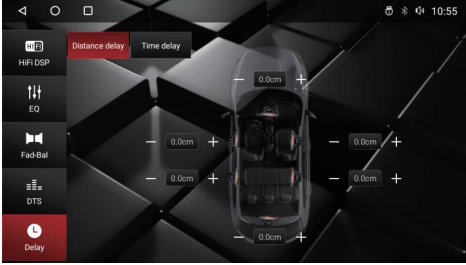 10:55
HiFi
HiFi DSP
Distance delay
Time delay
EQ
Fad-Bal
DTS
Delay
— 0.0cm +
— 0.0cm +
— 0.0cm +
— 0.0cm +
— 0.0cm +
— 0.0cm +